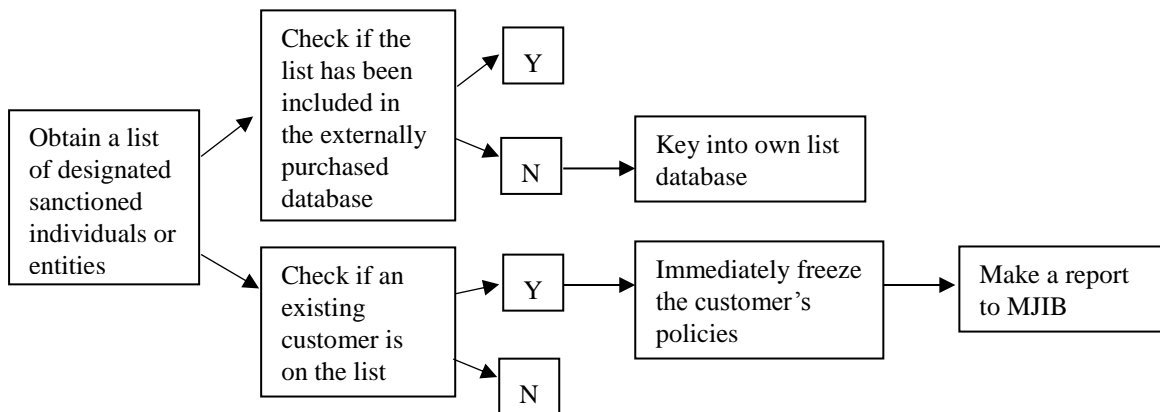 Obtain a list
of designated
sanctioned
individuals or
entities
Check if the
list has been
included in
the externally
purchased
database
Y
N
Key into own list
database
Check if an
existing
customer is
on the list
Y
Immediately freeze
the customer’s
policies
Make a report
to MJIB
N